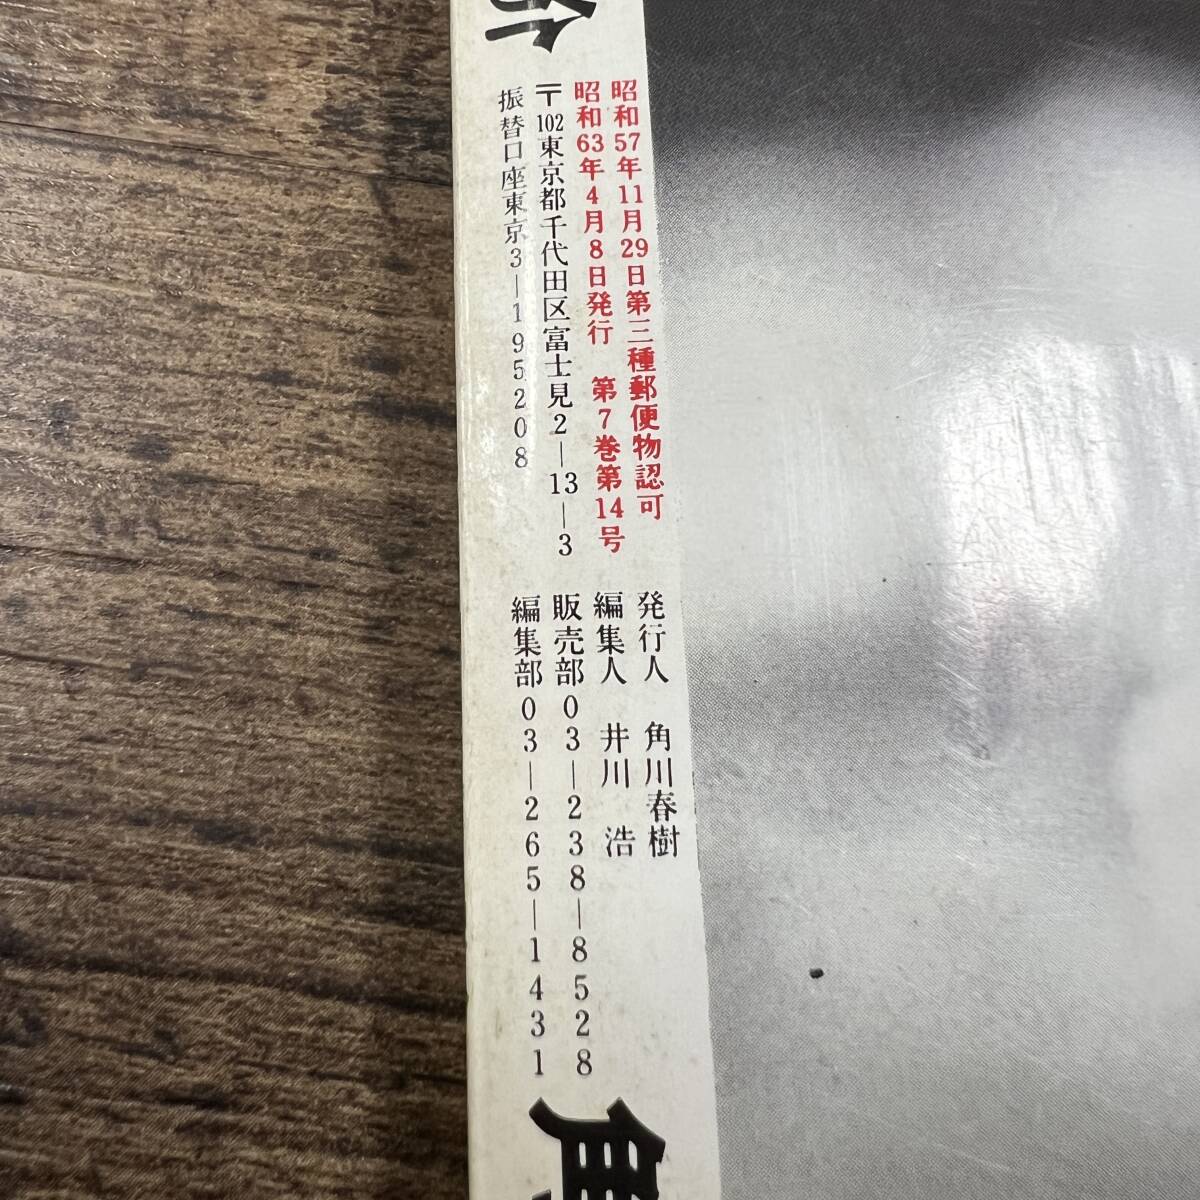 昭和57年11月29日第三種郵便物認可
昭和63年4月8日発行 第7巻第14号
〒102東京都千代田区富士見2―13―3
振替口座東京3―195208
発行人 角川春樹
編集人 井川 浩
販売部03―238―8528
編集部03―265―1431